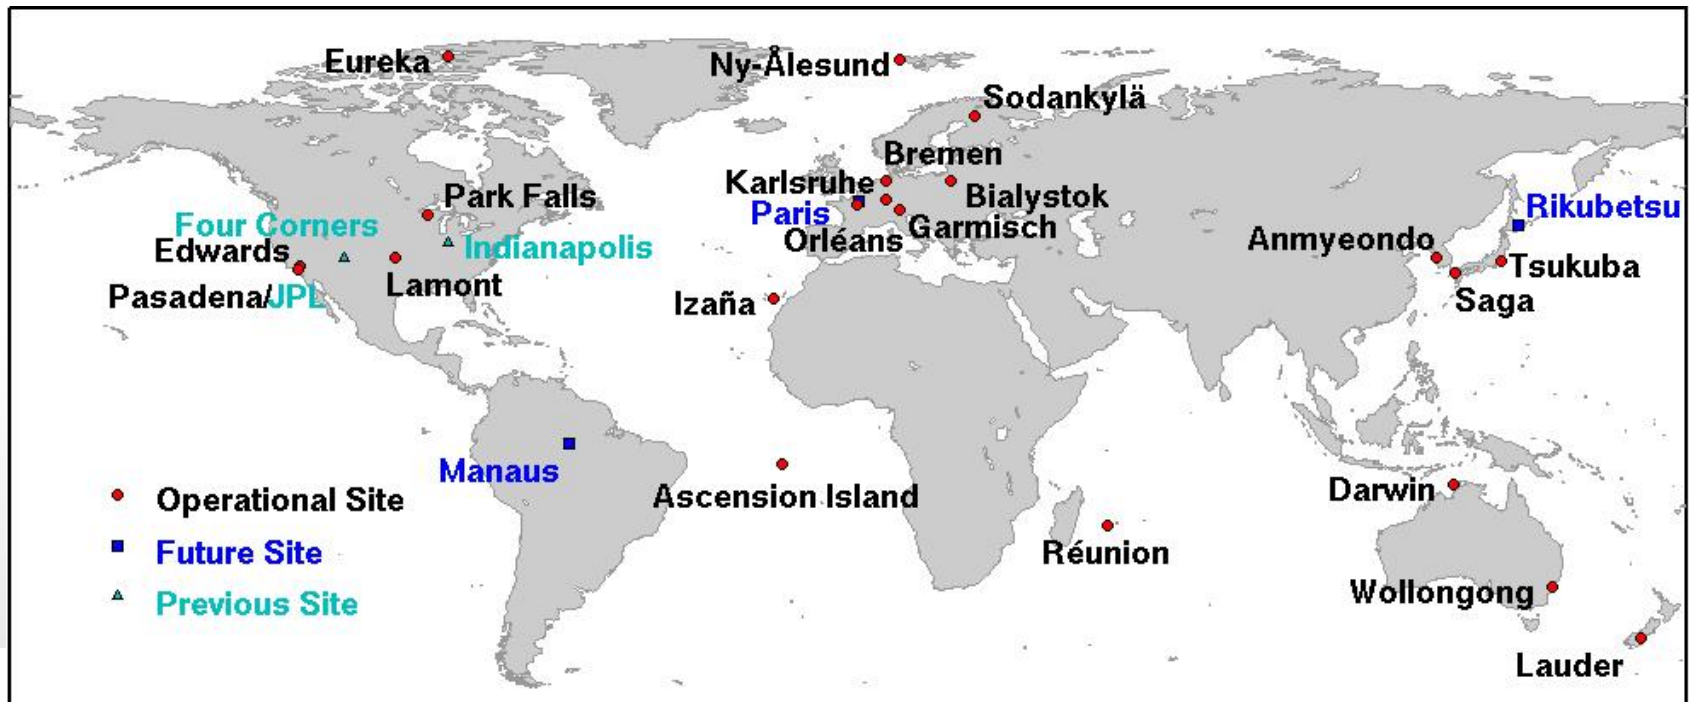 Eureka
Ny-Ålesund
Sodankylä
Bremen
Karlsruhe
Bialystok
Park Falls
Paris
Rikubetsu
Four Corners
Garmisch
Orléans
Indianapolis
Anmyeondo
Edwards
Tsukuba
Lamont
Pasadena/JPL
Izaña
Saga
Manaus
Ascension Island
Darwin
Operational Site
Réunion
Future Site
Wollongong
Previous Site
Lauder